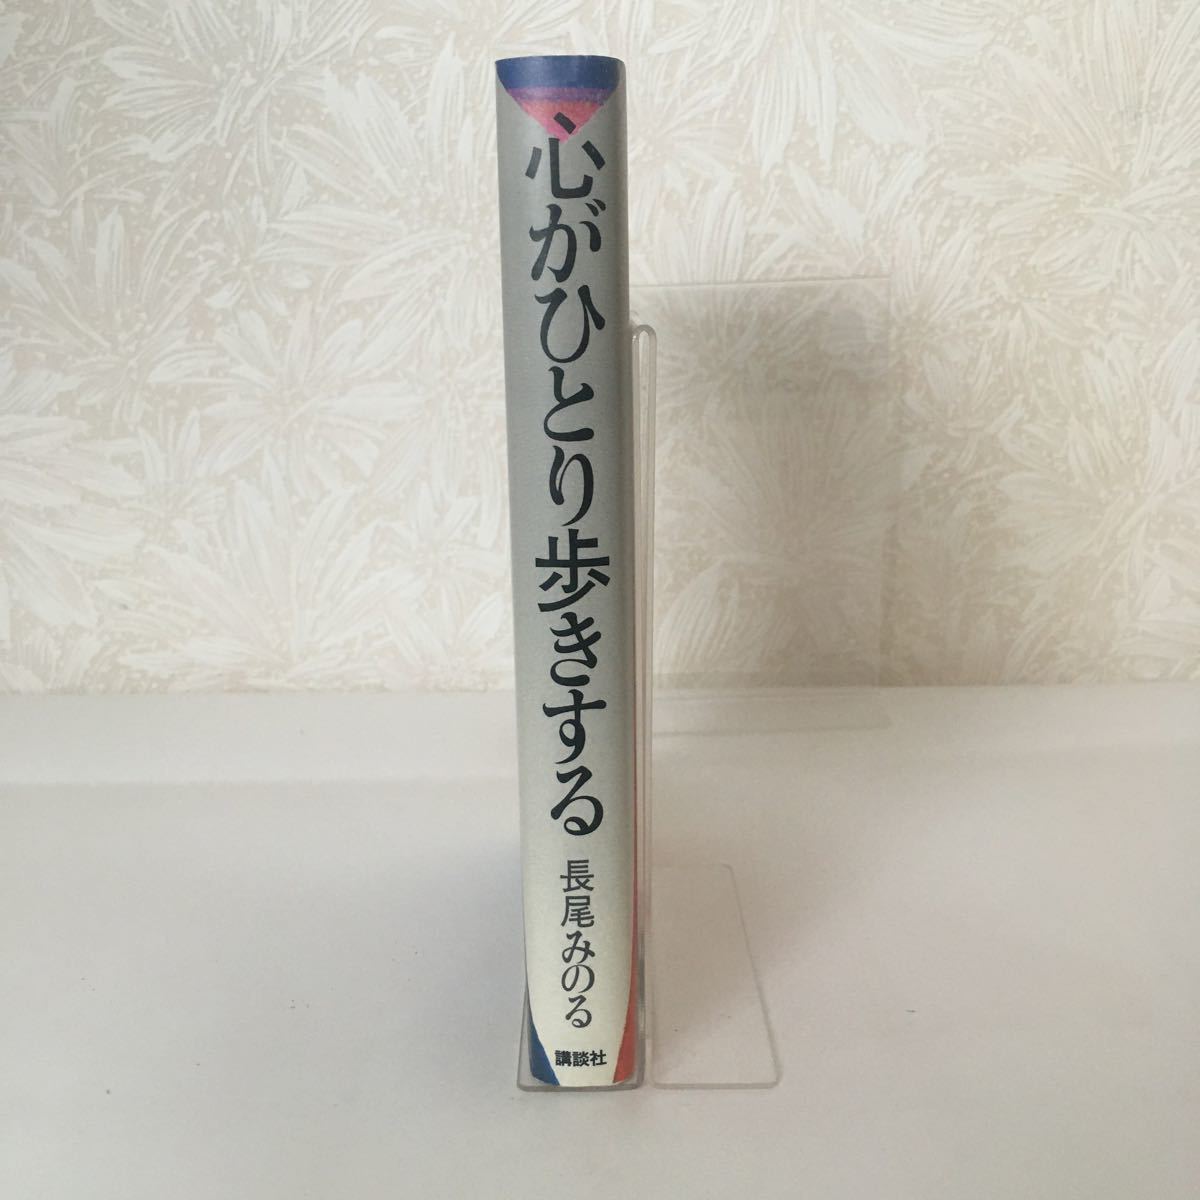 心がひとり歩きする
長尾みのる
講談社